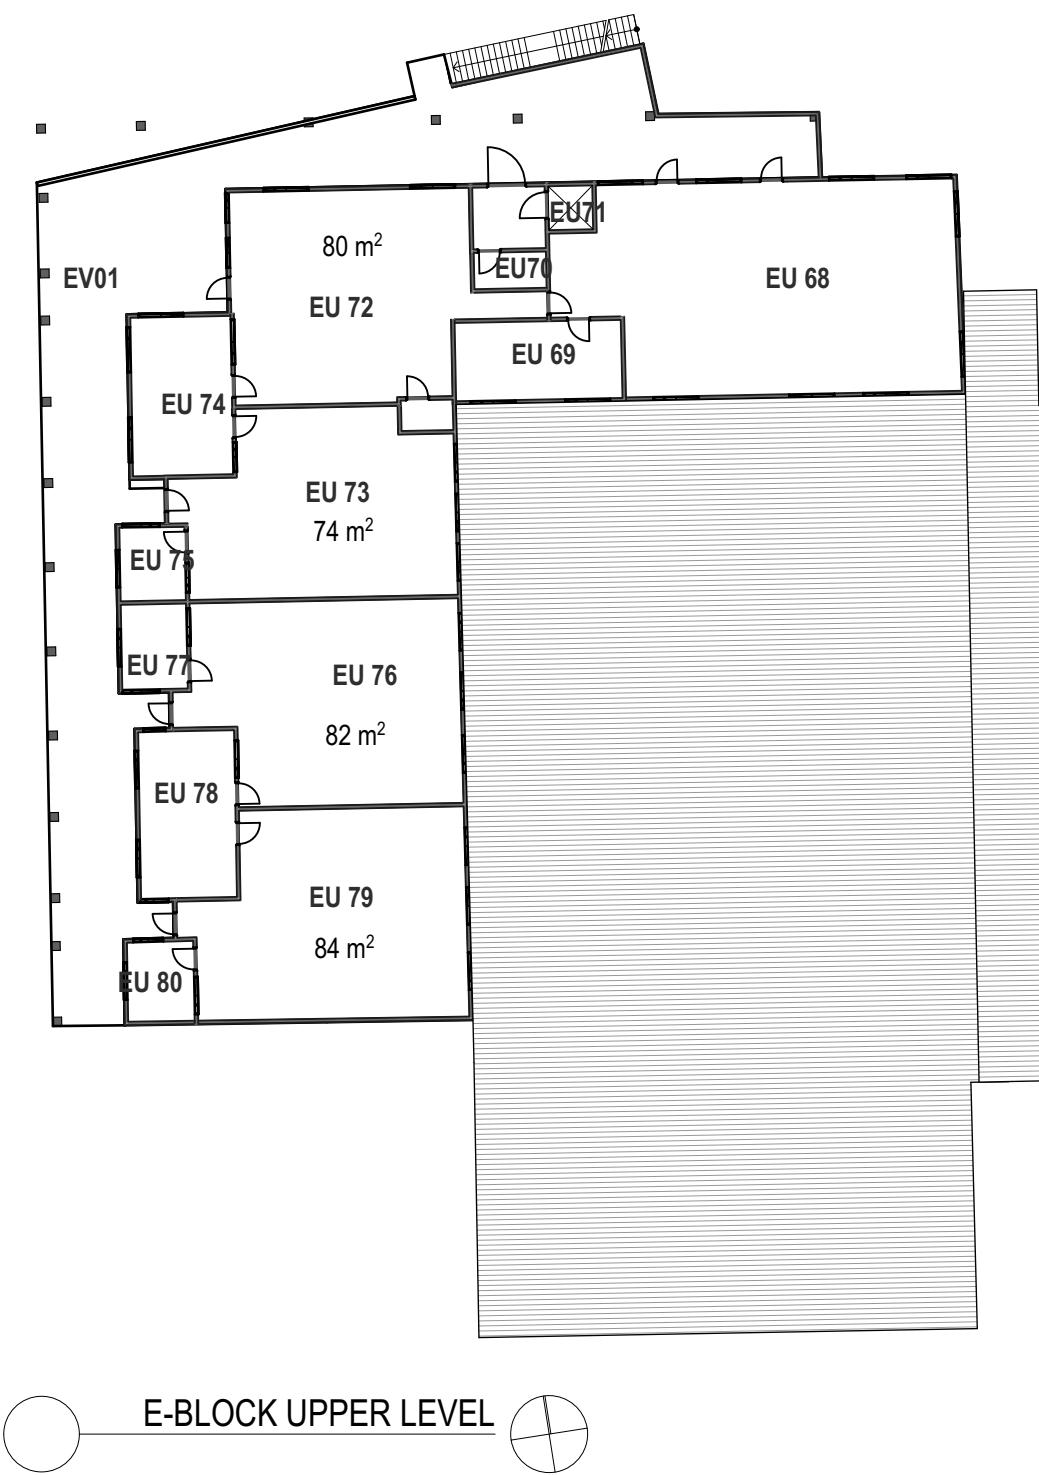 EU71
80 m²
EU70
EV01
EU 68
EU 72
EU 69
EU 74
EU 73
74 m²
EU 75
EU 77
EU 76
82 m²
EU 78
EU 79
84 m²
EU 80
E-BLOCK UPPER LEVEL